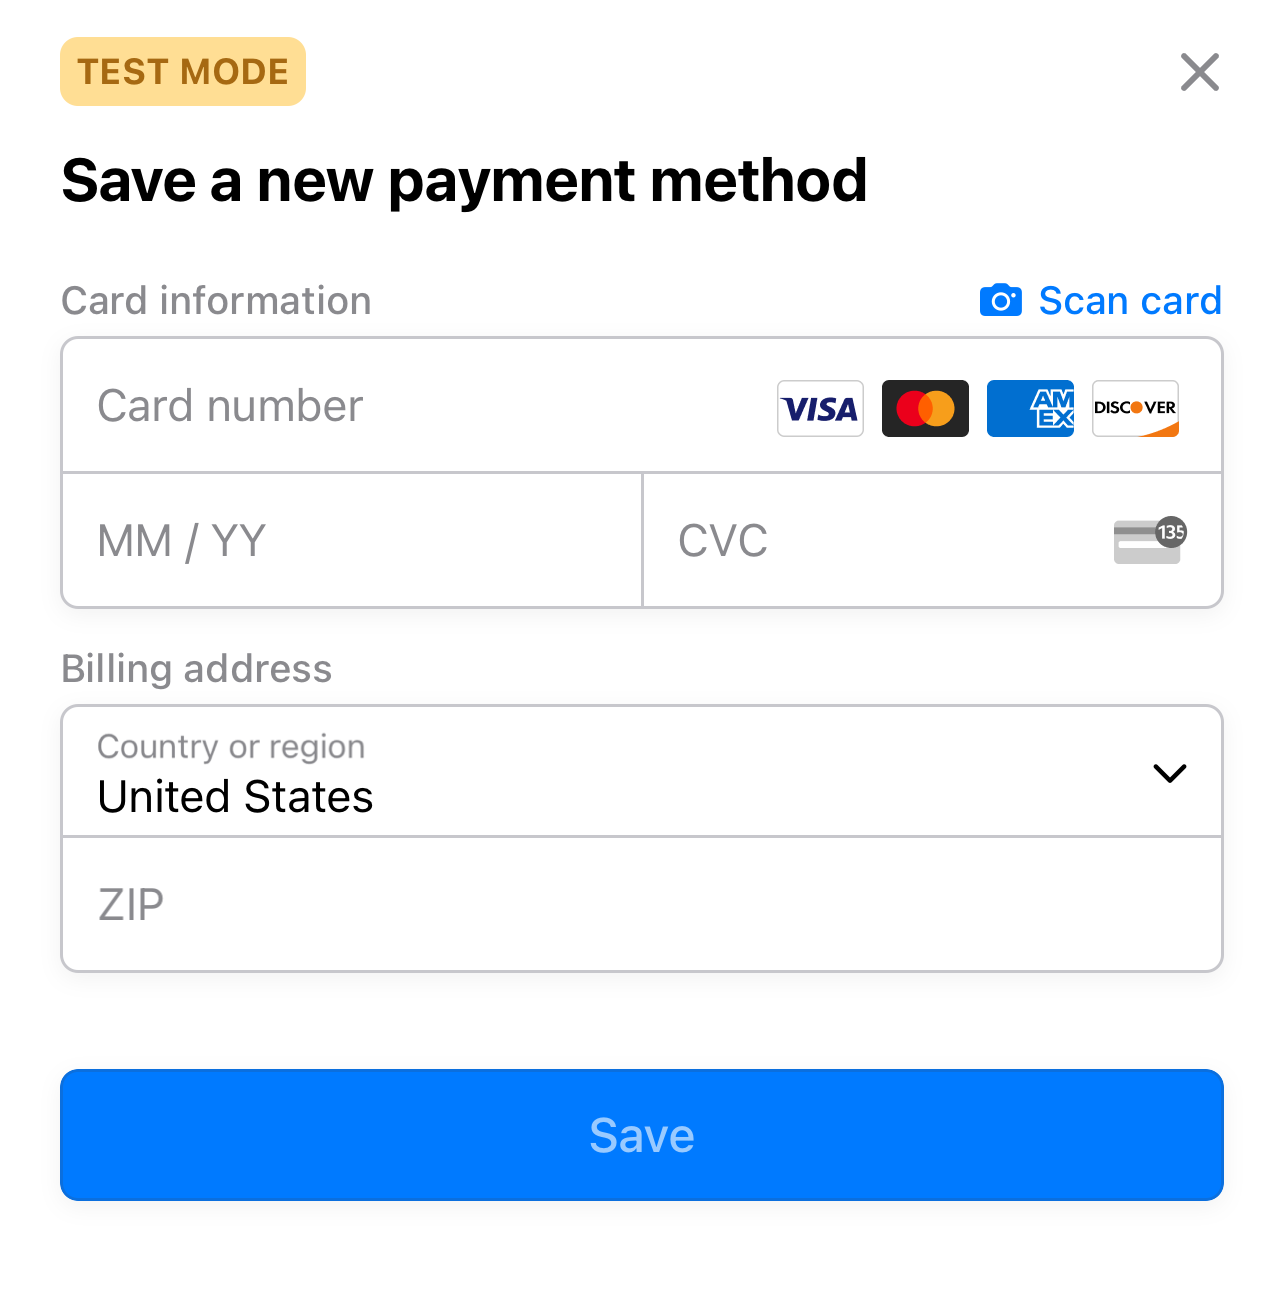 TEST MODE
Save a new payment method
Card information
Scan card
Card number
VISA
AM
EX
DISCOVER
MM / YY
CVC
135
Billing address
Country or region
United States
ZIP
Save